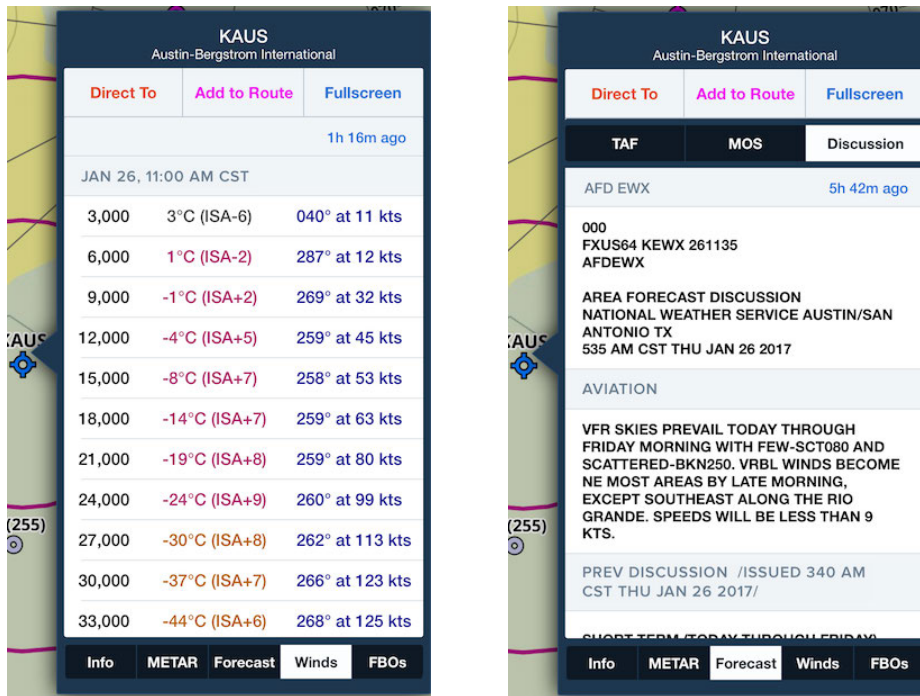 KAUS
Austin-Bergstrom International
Direct To Add to Route Fullscreen
1h 16m ago
JAN 26, 11:00 AM CST
3,000 3°C (ISA-6) 040° at 11 kts
6,000 1°C (ISA-2) 287° at 12 kts
9,000 -1°C (ISA+2) 269° at 32 kts
12,000 -4°C (ISA+5) 259° at 45 kts
15,000 -8°C (ISA+7) 258° at 53 kts
18,000 -14°C (ISA+7) 259° at 63 kts
21,000 -19°C (ISA+8) 259° at 80 kts
24,000 -24°C (ISA+9) 260° at 99 kts
27,000 -30°C (ISA+8) 262° at 113 kts
30,000 -37°C (ISA+7) 266° at 123 kts
33,000 -44°C (ISA+6) 268° at 125 kts
Info METAR Forecast Winds FBOs
KAUS
(255)
KAUS
Austin-Bergstrom International
Direct To Add to Route Fullscreen
TAF MOS Discussion
AFD EWX 5h 42m ago
000
FXUS64 KEWX 261135
AFDEWX
AREA FORECAST DISCUSSION
NATIONAL WEATHER SERVICE AUSTIN/SAN
ANTONIO TX
535 AM CST THU JAN 26 2017
AVIATION
VFR SKIES PREVAIL TODAY THROUGH
FRIDAY MORNING WITH FEW-SCT080 AND
SCATTERED-BKN250. VRBL WINDS BECOME
NE MOST AREAS BY LATE MORNING,
EXCEPT SOUTHEAST ALONG THE RIO
GRANDE. SPEEDS WILL BE LESS THAN 9
KTS.
PREV DISCUSSION /ISSUED 340 AM
CST THU JAN 26 2017/
SHORT TERM (TODAY THROUGH FRIDAY)
Info METAR Forecast Winds FBOs
KAUS
(255)